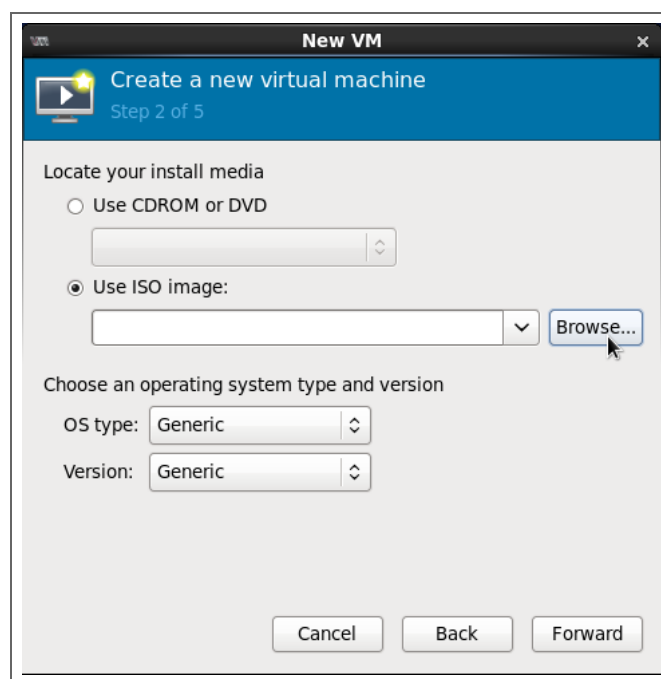 New VM
Create a new virtual machine
Step 2 of 5
Locate your install media
Use CDROM or DVD
Use ISO image:
Browse...
Choose an operating system type and version
OS type: Generic
Version: Generic
Cancel Back Forward